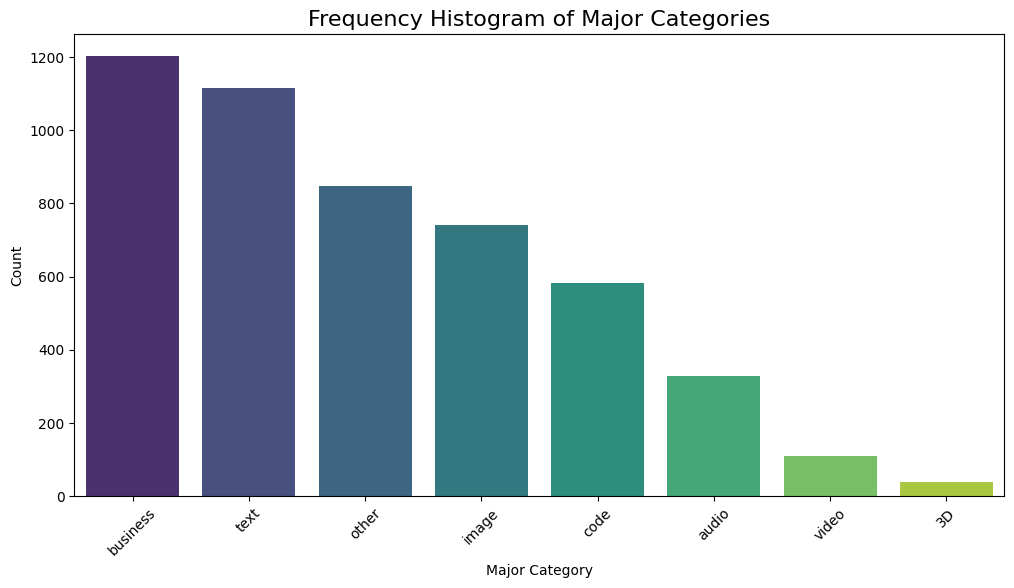 Frequency Histogram of Major Categories
1200
1000
800
600
400
200
0
Count
business
text
other
image
code
audio
video
3D
Major Category